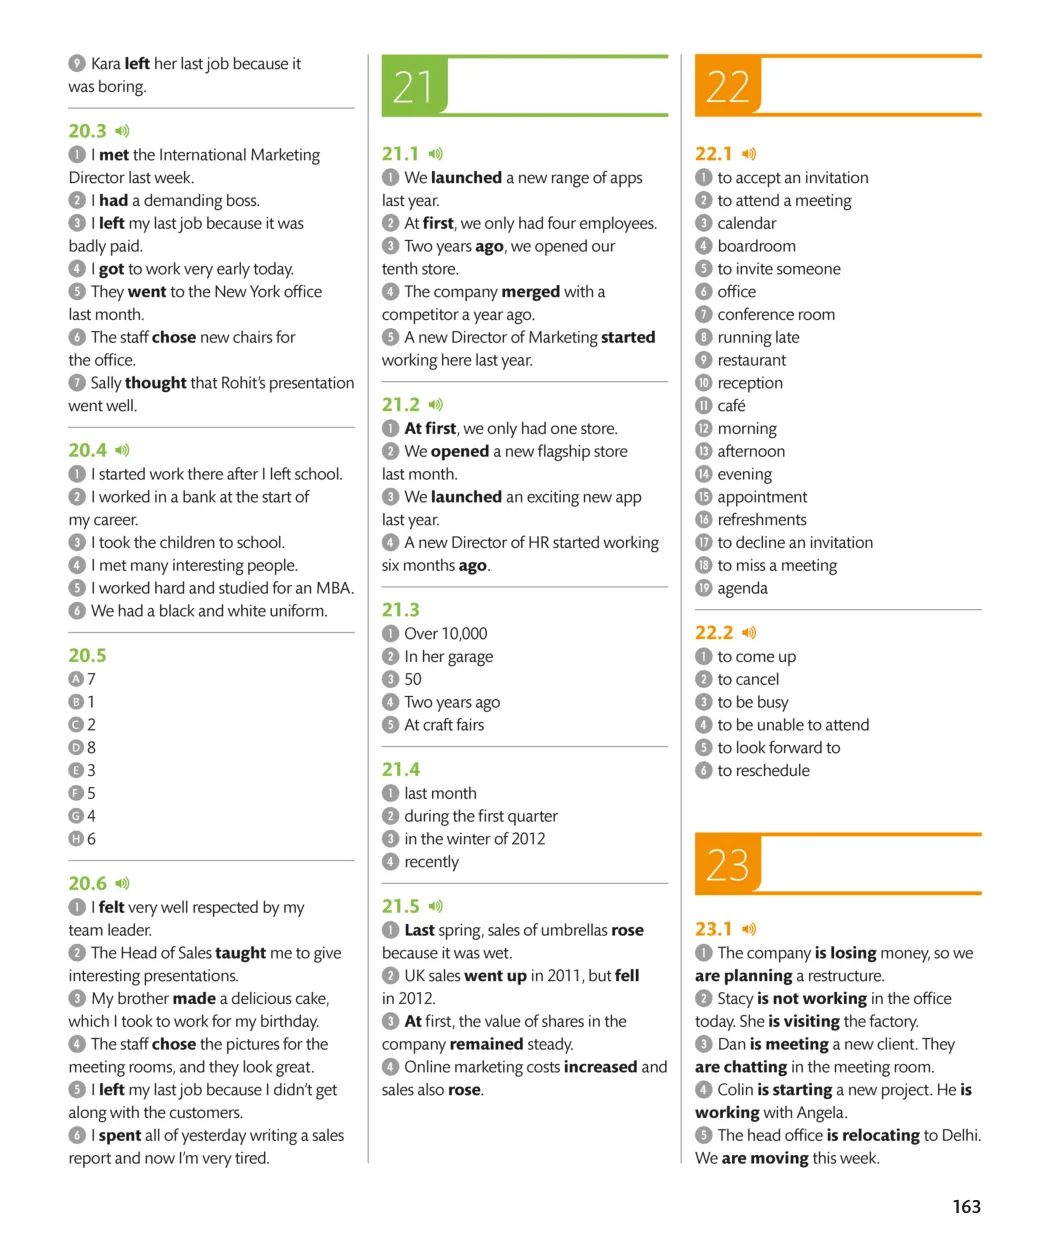 9 Kara left her last job because it
was boring.
20.3
1 I met the International Marketing
Director last week.
2 I had a demanding boss.
3 I left my last job because it was
badly paid.
4 I got to work very early today.
5 They went to the New York office
last month.
6 The staff chose new chairs for
the office.
7 Sally thought that Rohit’s presentation
went well.
20.4
1 I started work there after I left school.
2 I worked in a bank at the start of
my career.
3 I took the children to school.
4 I met many interesting people.
5 I worked hard and studied for an MBA.
6 We had a black and white uniform.
20.5
A 7
B 1
C 2
D 8
E 3
F 5
G 4
H 6
20.6
1 I felt very well respected by my
team leader.
2 The Head of Sales taught me to give
interesting presentations.
3 My brother made a delicious cake,
which I took to work for my birthday.
4 The staff chose the pictures for the
meeting rooms, and they look great.
5 I left my last job because I didn’t get
along with the customers.
6 I spent all of yesterday writing a sales
report and now I’m very tired.
21
21.1
1 We launched a new range of apps
last year.
2 At first, we only had four employees.
3 Two years ago, we opened our
tenth store.
4 The company merged with a
competitor a year ago.
5 A new Director of Marketing started
working here last year.
21.2
1 At first, we only had one store.
2 We opened a new flagship store
last month.
3 We launched an exciting new app
last year.
4 A new Director of HR started working
six months ago.
21.3
1 Over 10,000
2 In her garage
3 50
4 Two years ago
5 At craft fairs
21.4
1 last month
2 during the first quarter
3 in the winter of 2012
4 recently
21.5
1 Last spring, sales of umbrellas rose
because it was wet.
2 UK sales went up in 2011, but fell
in 2012.
3 At first, the value of shares in the
company remained steady.
4 Online marketing costs increased and
sales also rose.
22
22.1
1 to accept an invitation
2 to attend a meeting
3 calendar
4 boardroom
5 to invite someone
6 office
7 conference room
8 running late
9 restaurant
10 reception
11 café
12 morning
13 afternoon
14 evening
15 appointment
16 refreshments
17 to decline an invitation
18 to miss a meeting
19 agenda
22.2
1 to come up
2 to cancel
3 to be busy
4 to be unable to attend
5 to look forward to
6 to reschedule
23
23.1
1 The company is losing money, so we
are planning a restructure.
2 Stacy is not working in the office
today. She is visiting the factory.
3 Dan is meeting a new client. They
are chatting in the meeting room.
4 Colin is starting a new project. He is
working with Angela.
5 The head office is relocating to Delhi.
We are moving this week.
163